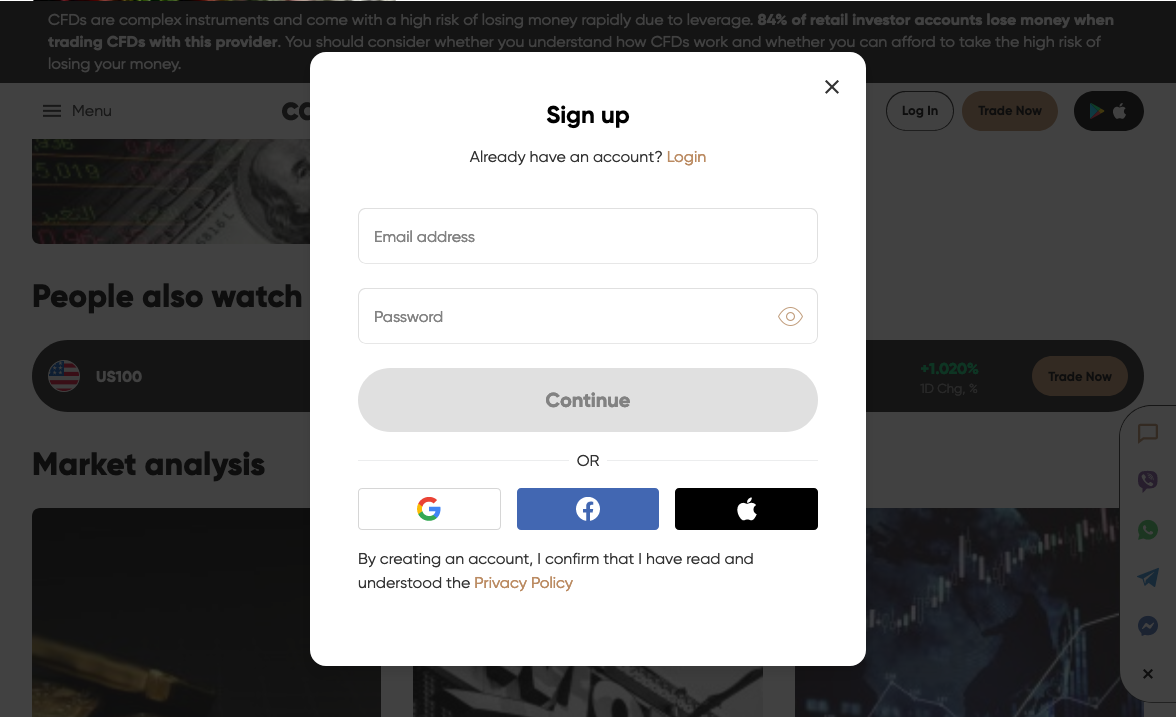 CFDs are complex instruments and come with a high risk of losing money rapidly due to leverage. 84% of retail investor accounts lose money when
trading CFDs with this provider. You should consider whether you understand how CFDs work and whether you can afford to take the high risk of
losing your money.
Menu
Log In
Trade Now
Sign up
Already have an account? Login
Email address
Password
Continue
OR
By creating an account, I confirm that I have read and
understood the Privacy Policy
5,019
التغير
People also watch
US100
+1.020%
1D Chg, %
Trade Now
Market analysis